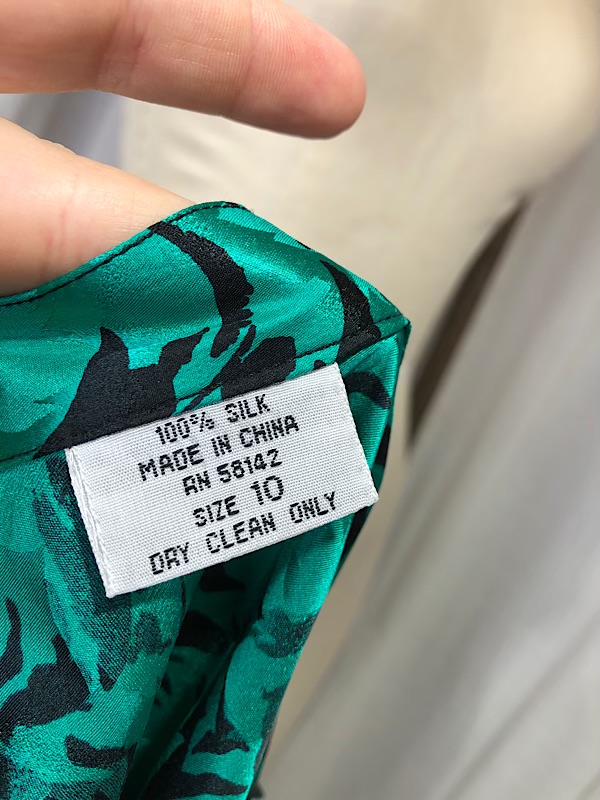 100% SILK
MADE IN CHINA
RN 58142
SIZE 10
DRY CLEAN ONLY